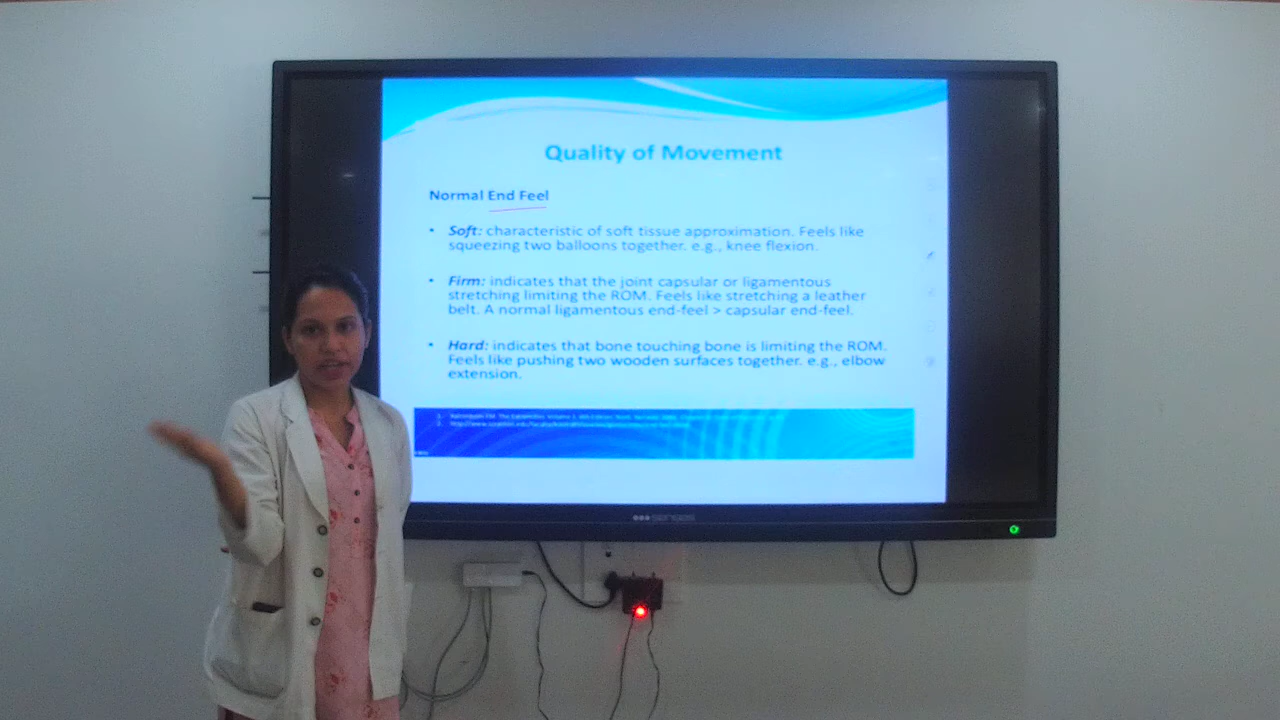 Quality of Movement
Normal End Feel
• Soft: characteristic of soft tissue approximation. Feels like
squeezing two balloons together. e.g., knee flexion.
• Firm: indicates that the joint capsular or ligamentous
stretching limiting the ROM. Feels like stretching a leather
belt. A normal ligamentous end-feel > capsular end-feel.
• Hard: indicates that bone touching bone is limiting the ROM.
Feels like pushing two wooden surfaces together. e.g., elbow
extension.
1.
2.